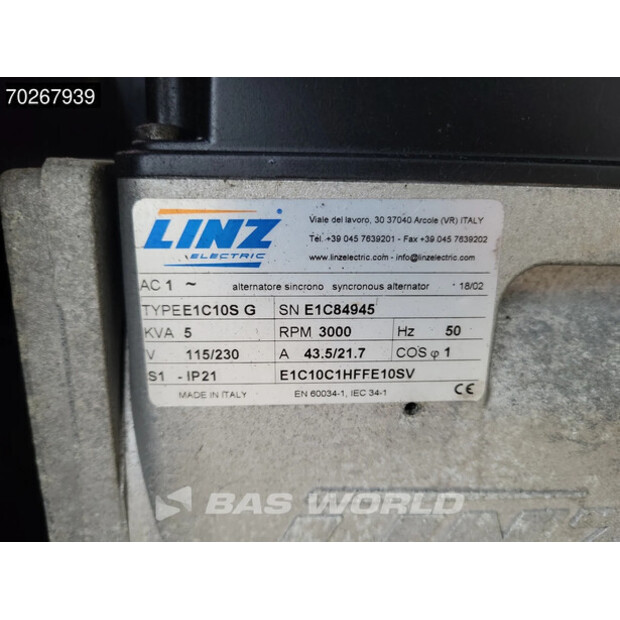 70267939
LINZ
ELECTRIC
Viale del lavoro, 30 37040 Arcole (VR) ITALY
Tel. +39 045 7639201 - Fax +39 045 7639202
www.linzelectric.com - info@linzelectric.com
AC 1 ~ alternatore sincrono syncronous alternator 18/02
TYPE E1C10S G SN E1C84945
KVA 5 RPM 3000 Hz 50
V 115/230 A 43.5/21.7 COS φ 1
S1 - IP21 E1C10C1HFFE10SV
MADE IN ITALY EN 60034-1, IEC 34-1 CE
BAS WORLD